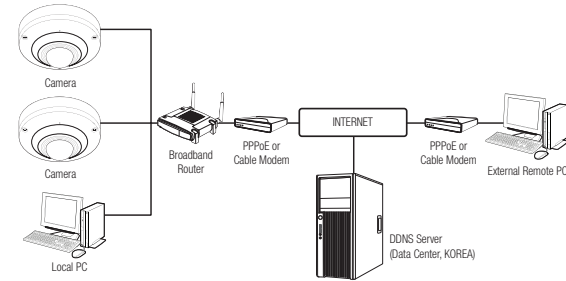 Camera
Camera
Local PC
Broadband
Router
PPPoE or
Cable Modem
INTERNET
PPPoE or
Cable Modem
External Remote PC
DDNS Server
(Data Center, KOREA)